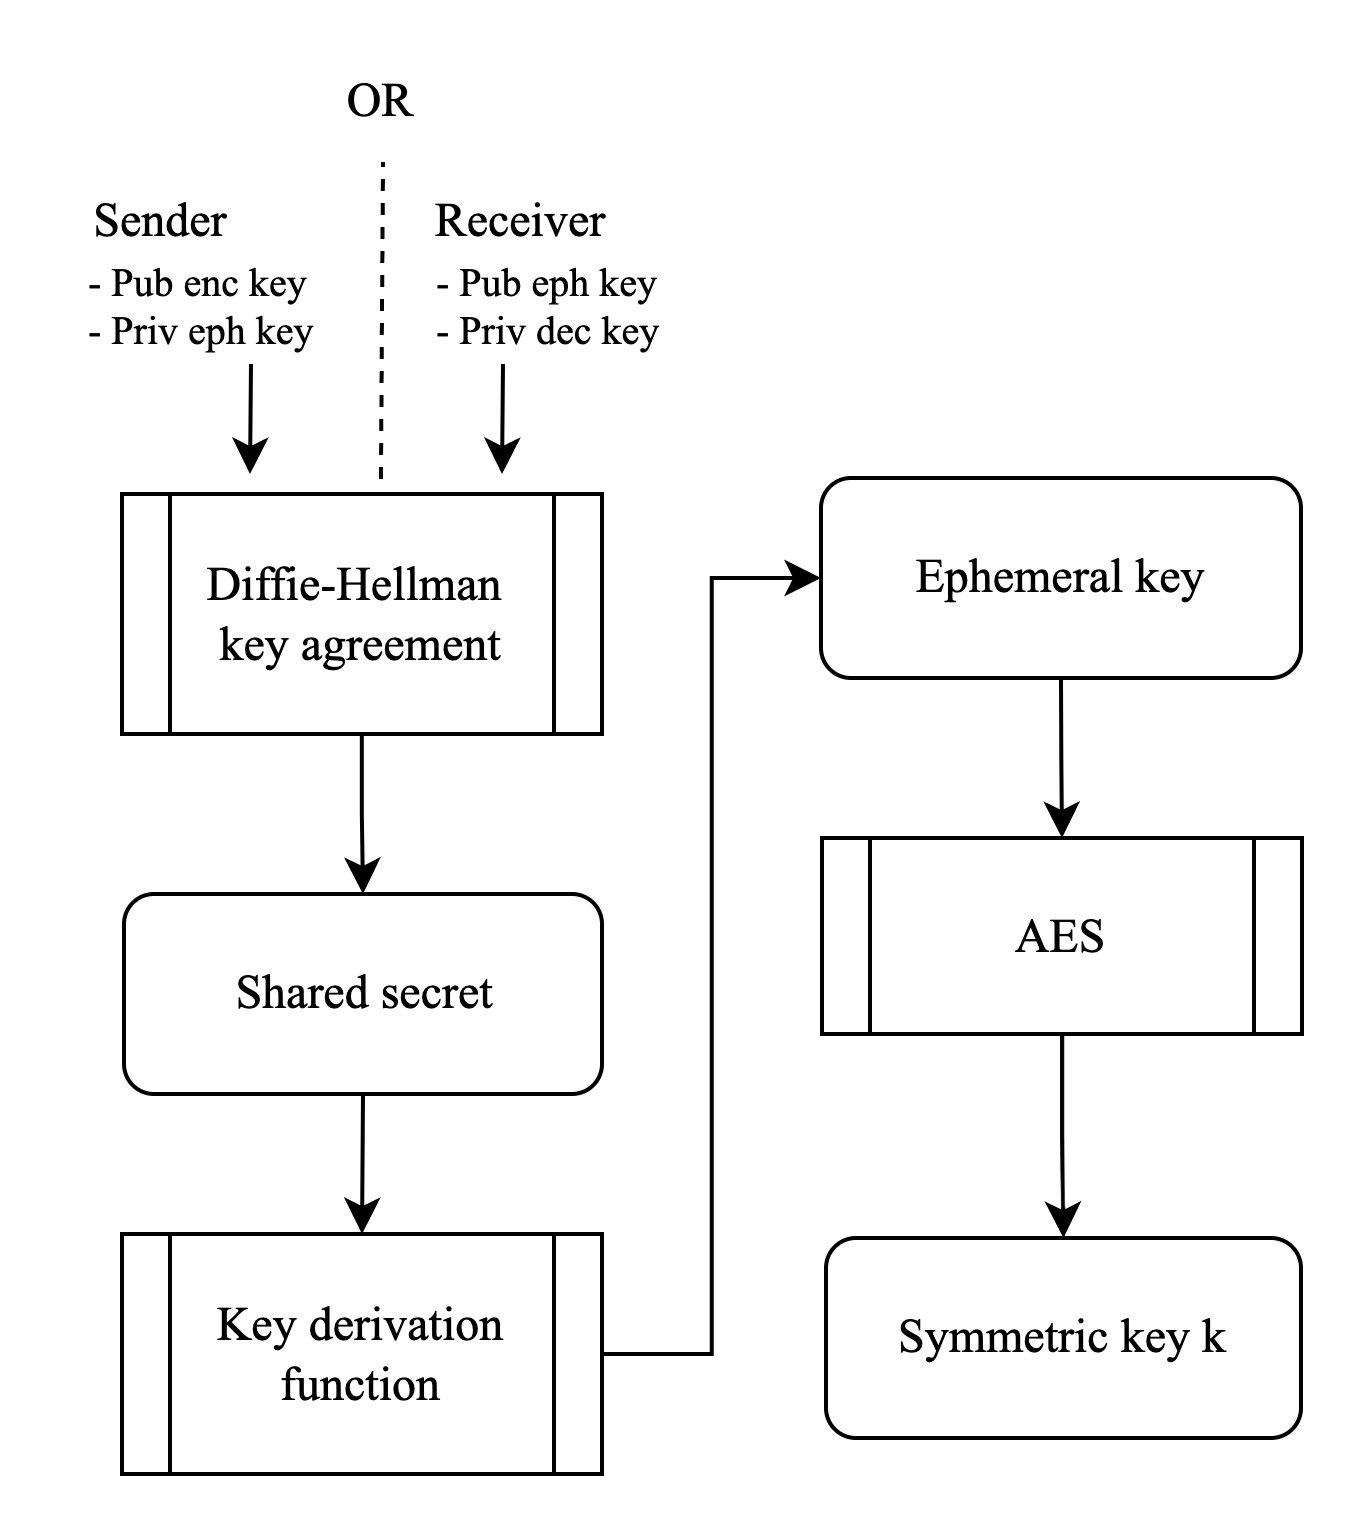 OR
Sender
- Pub enc key
- Priv eph key
Receiver
- Pub eph key
- Priv dec key
Diffie-Hellman
key agreement
Shared secret
Key derivation
function
Ephemeral key
AES
Symmetric key k